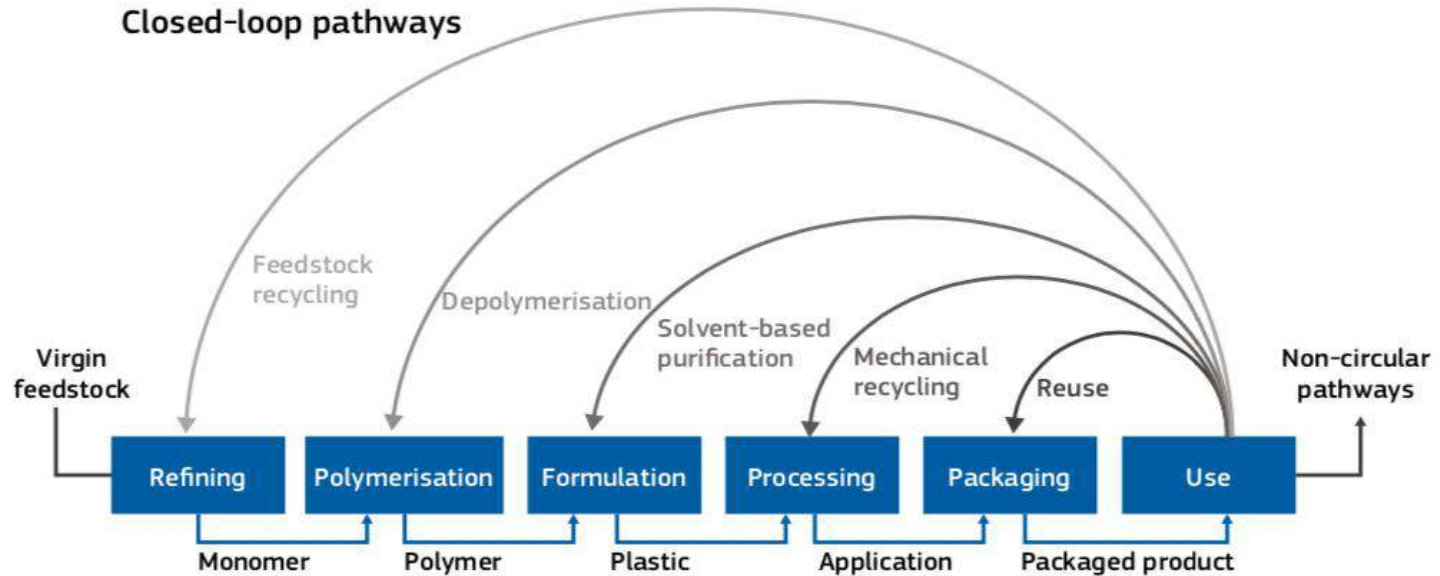 Closed-loop pathways
Feedstock
recycling
Depolymerisation
Solvent-based
purification
Mechanical
recycling
Reuse
Virgin
feedstock
Non-circular
pathways
Refining
Polymerisation
Formulation
Processing
Packaging
Use
Monomer
Polymer
Plastic
Application
Packaged product